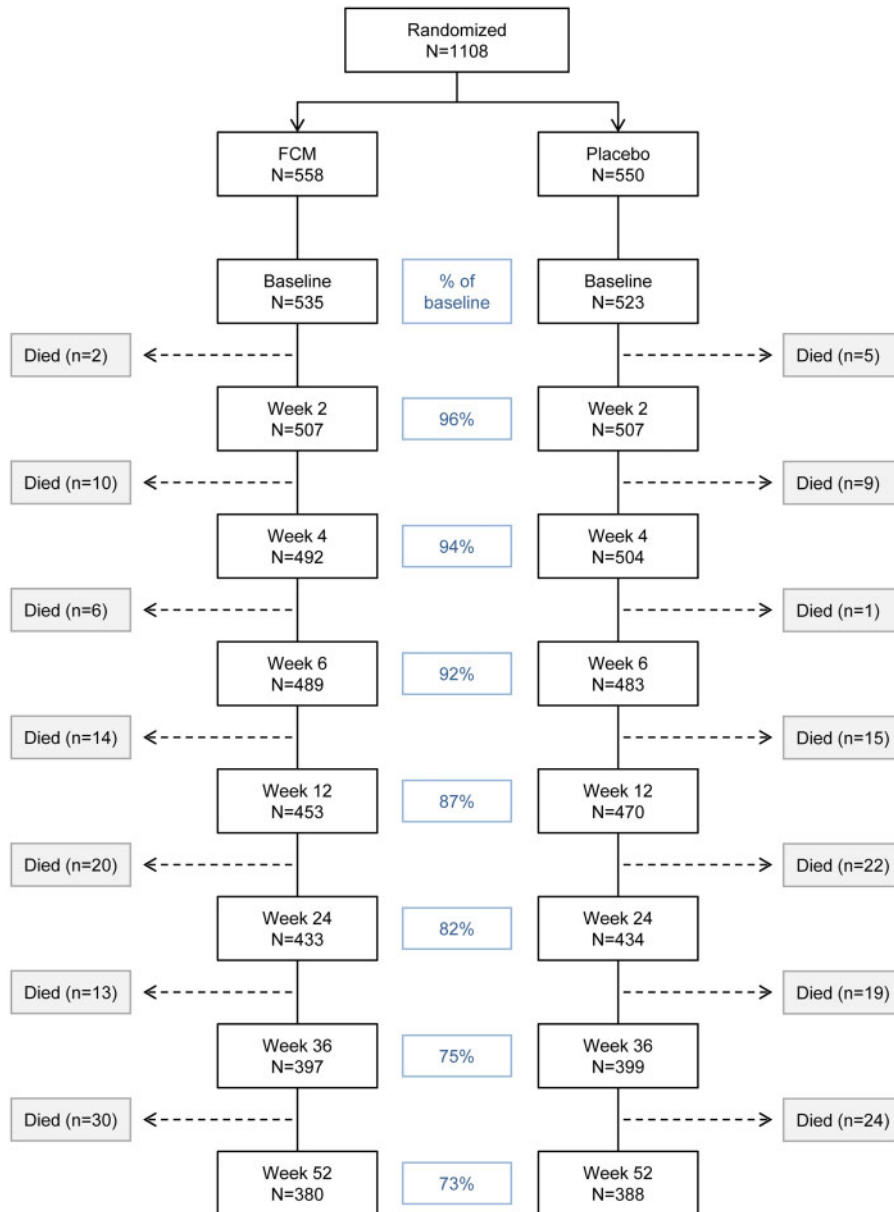 Randomized
N=1108
FCM
N=558
Placebo
N=550
Baseline
N=535
% of
baseline
Baseline
N=523
Died (n=2)
Died (n=5)
Week 2
N=507
96%
Week 2
N=507
Died (n=10)
Died (n=9)
Week 4
N=492
94%
Week 4
N=504
Died (n=6)
Died (n=1)
Week 6
N=489
92%
Week 6
N=483
Died (n=14)
Died (n=15)
Week 12
N=453
87%
Week 12
N=470
Died (n=20)
Died (n=22)
Week 24
N=433
82%
Week 24
N=434
Died (n=13)
Died (n=19)
Week 36
N=397
75%
Week 36
N=399
Died (n=30)
Died (n=24)
Week 52
N=380
73%
Week 52
N=388